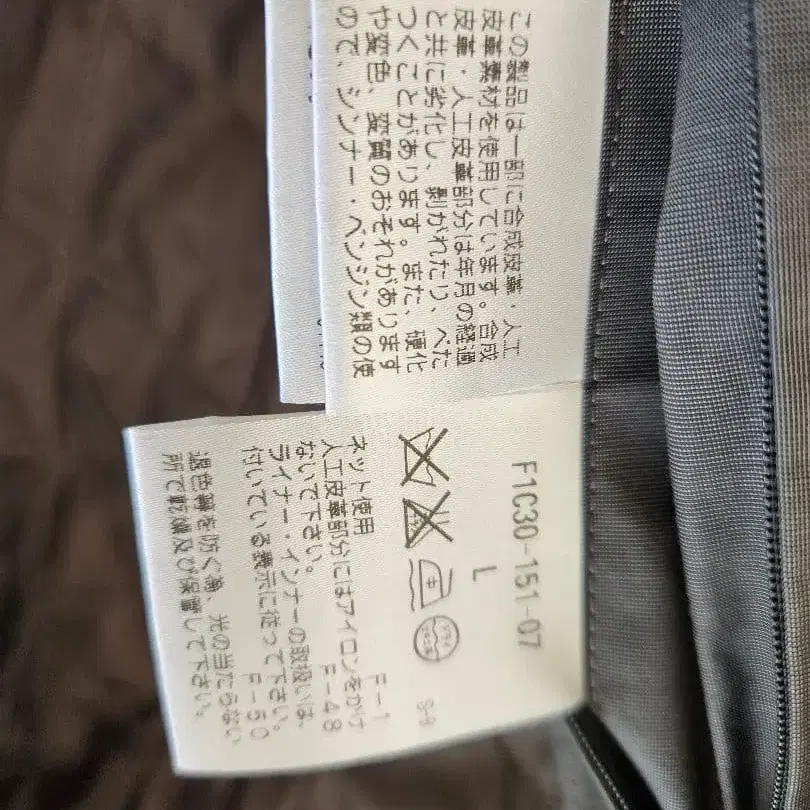 この製品は一部に合成皮革・人工
皮革素材を使用しています。合成
皮革・人工皮革部分は年月の経過
と共に劣化し、剥がれたり、べた
つくことがあります。また、硬化
や変色、変質のおそれがあります
ので、シンナー・ベンジン類の使
F1C30-151-07
L
ドライ
S-9
ネット使用 F-1
人工皮革部分にはアイロンをかけ
ないで下さい。 F-48
ライナー・インナーの取扱いは、
付いている表示に従って下さい。
F-50
退色等を防ぐ為、光の当たらない
所で乾燥及び保管して下さい。